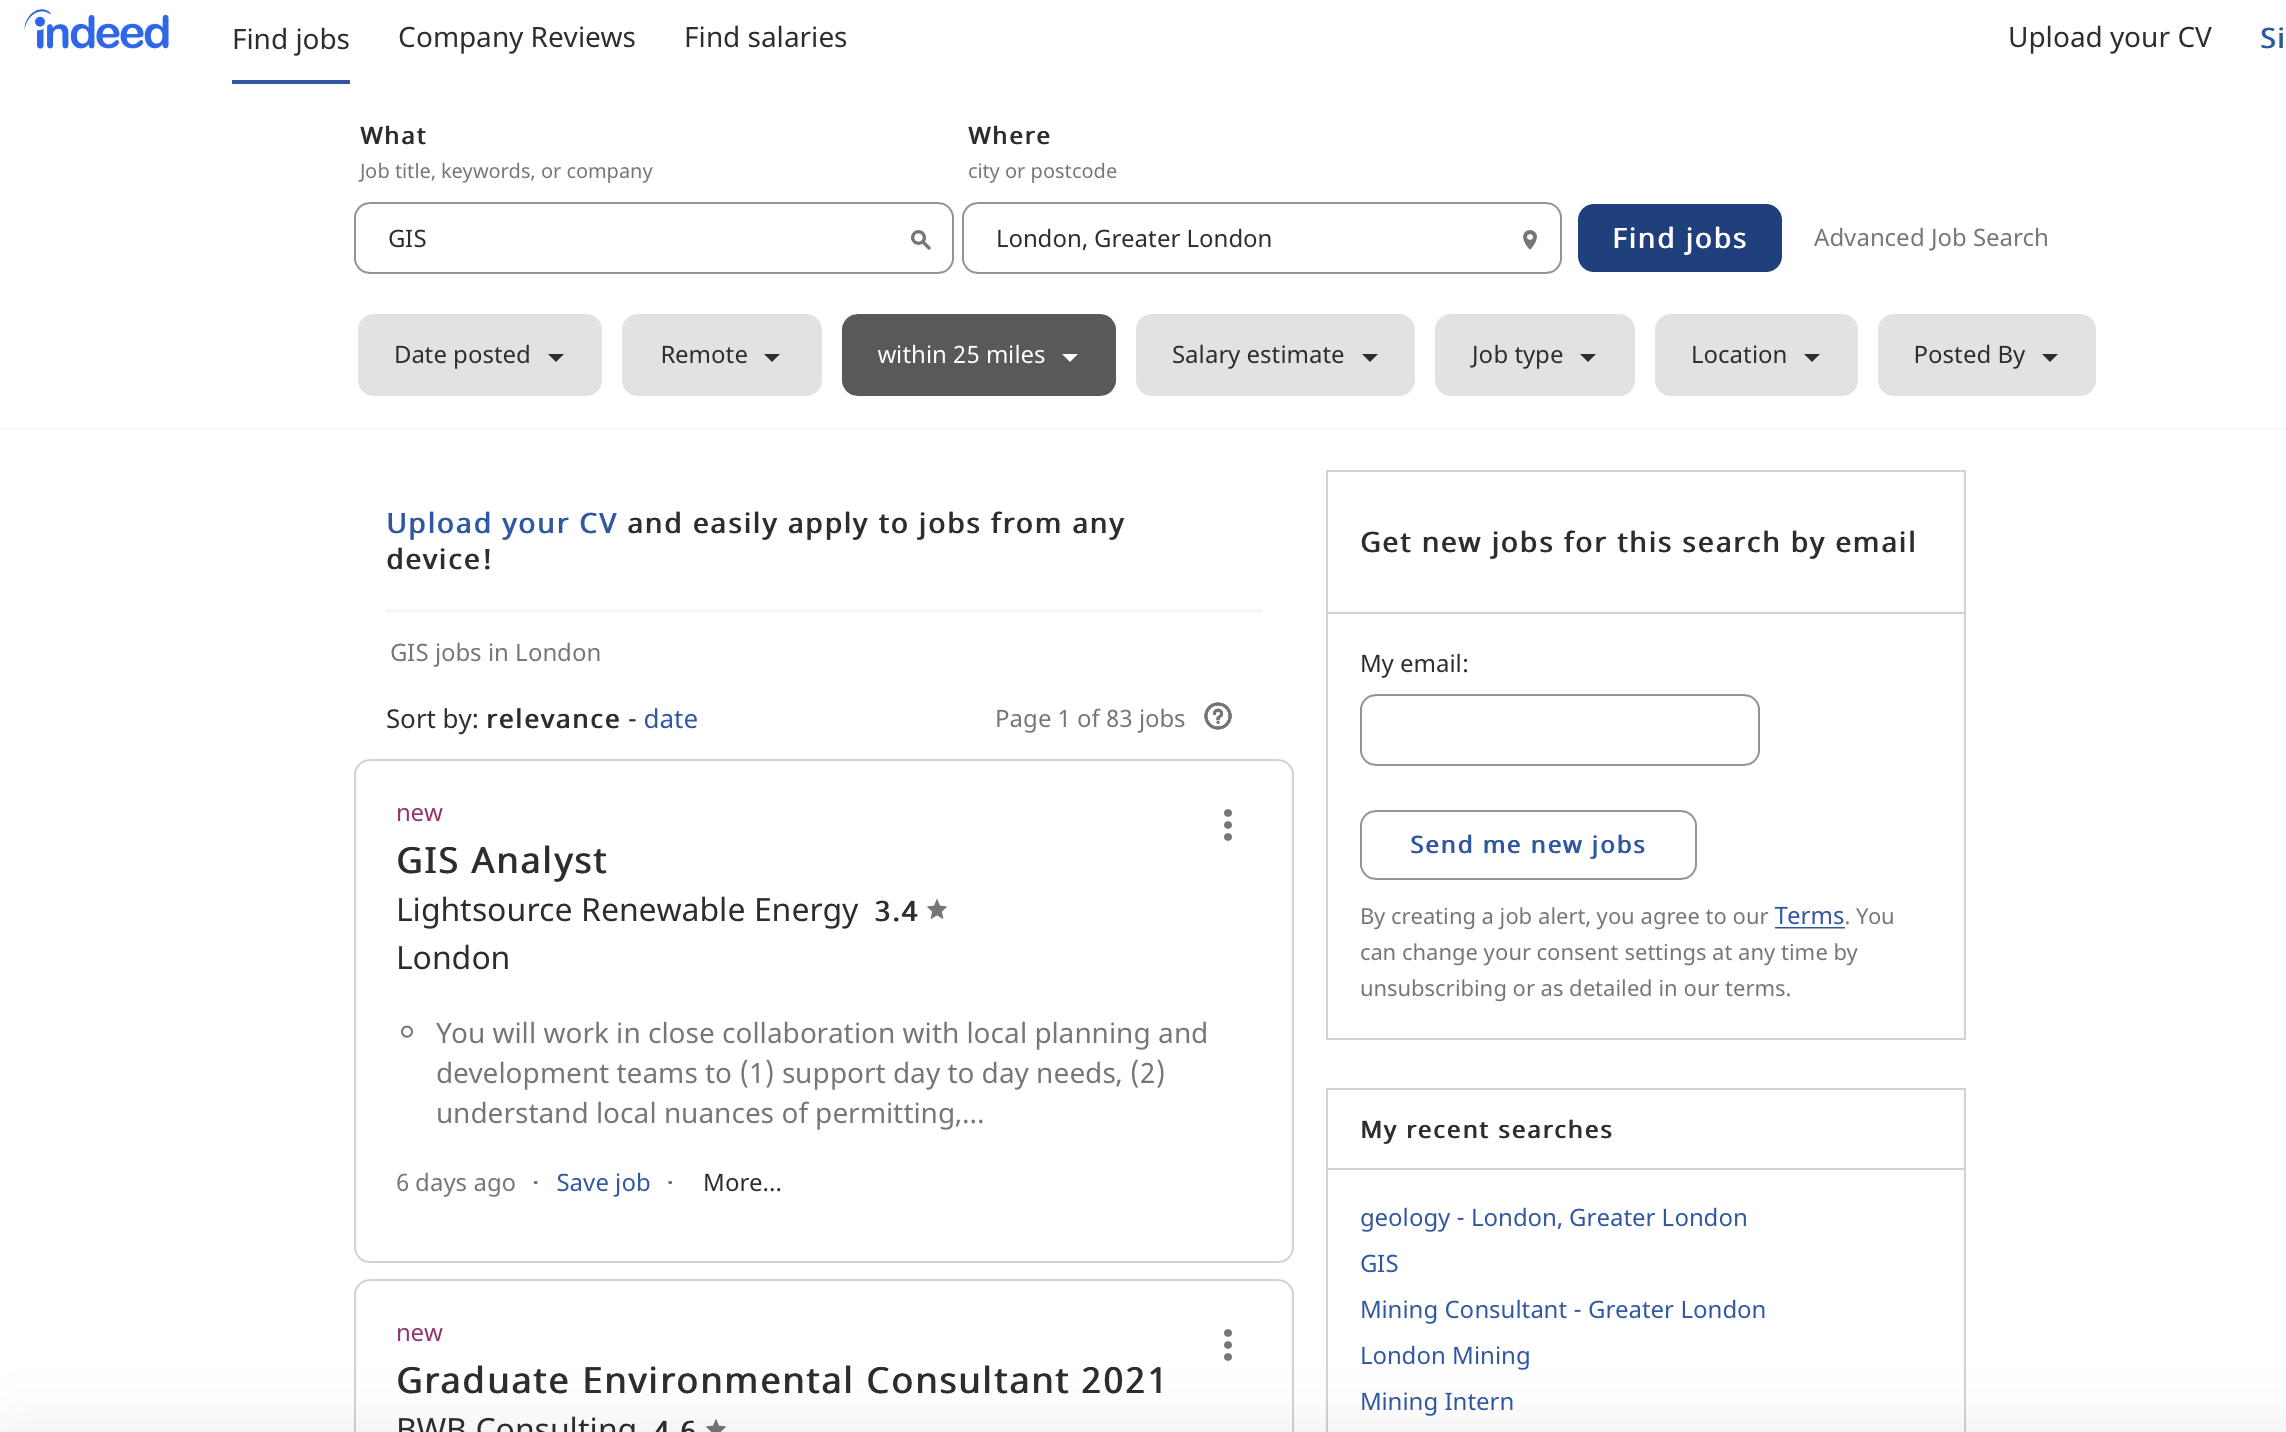 indeed
Find jobs
Company Reviews
Find salaries
Upload your CV
Si
What
Job title, keywords, or company
Where
city or postcode
GIS
London, Greater London
Find jobs
Advanced Job Search
Date posted
Remote
within 25 miles
Salary estimate
Job type
Location
Posted By
Upload your CV and easily apply to jobs from any
device!
GIS jobs in London
Sort by: relevance - date
Page 1 of 83 jobs
new
GIS Analyst
Lightsource Renewable Energy 3.4
London
You will work in close collaboration with local planning and
development teams to (1) support day to day needs, (2)
understand local nuances of permitting,...
6 days ago · Save job · More...
new
Graduate Environmental Consultant 2021
BWB Consulting 4.6
Get new jobs for this search by email
My email:
Send me new jobs
By creating a job alert, you agree to our Terms. You
can change your consent settings at any time by
unsubscribing or as detailed in our terms.
My recent searches
geology - London, Greater London
GIS
Mining Consultant - Greater London
London Mining
Mining Intern